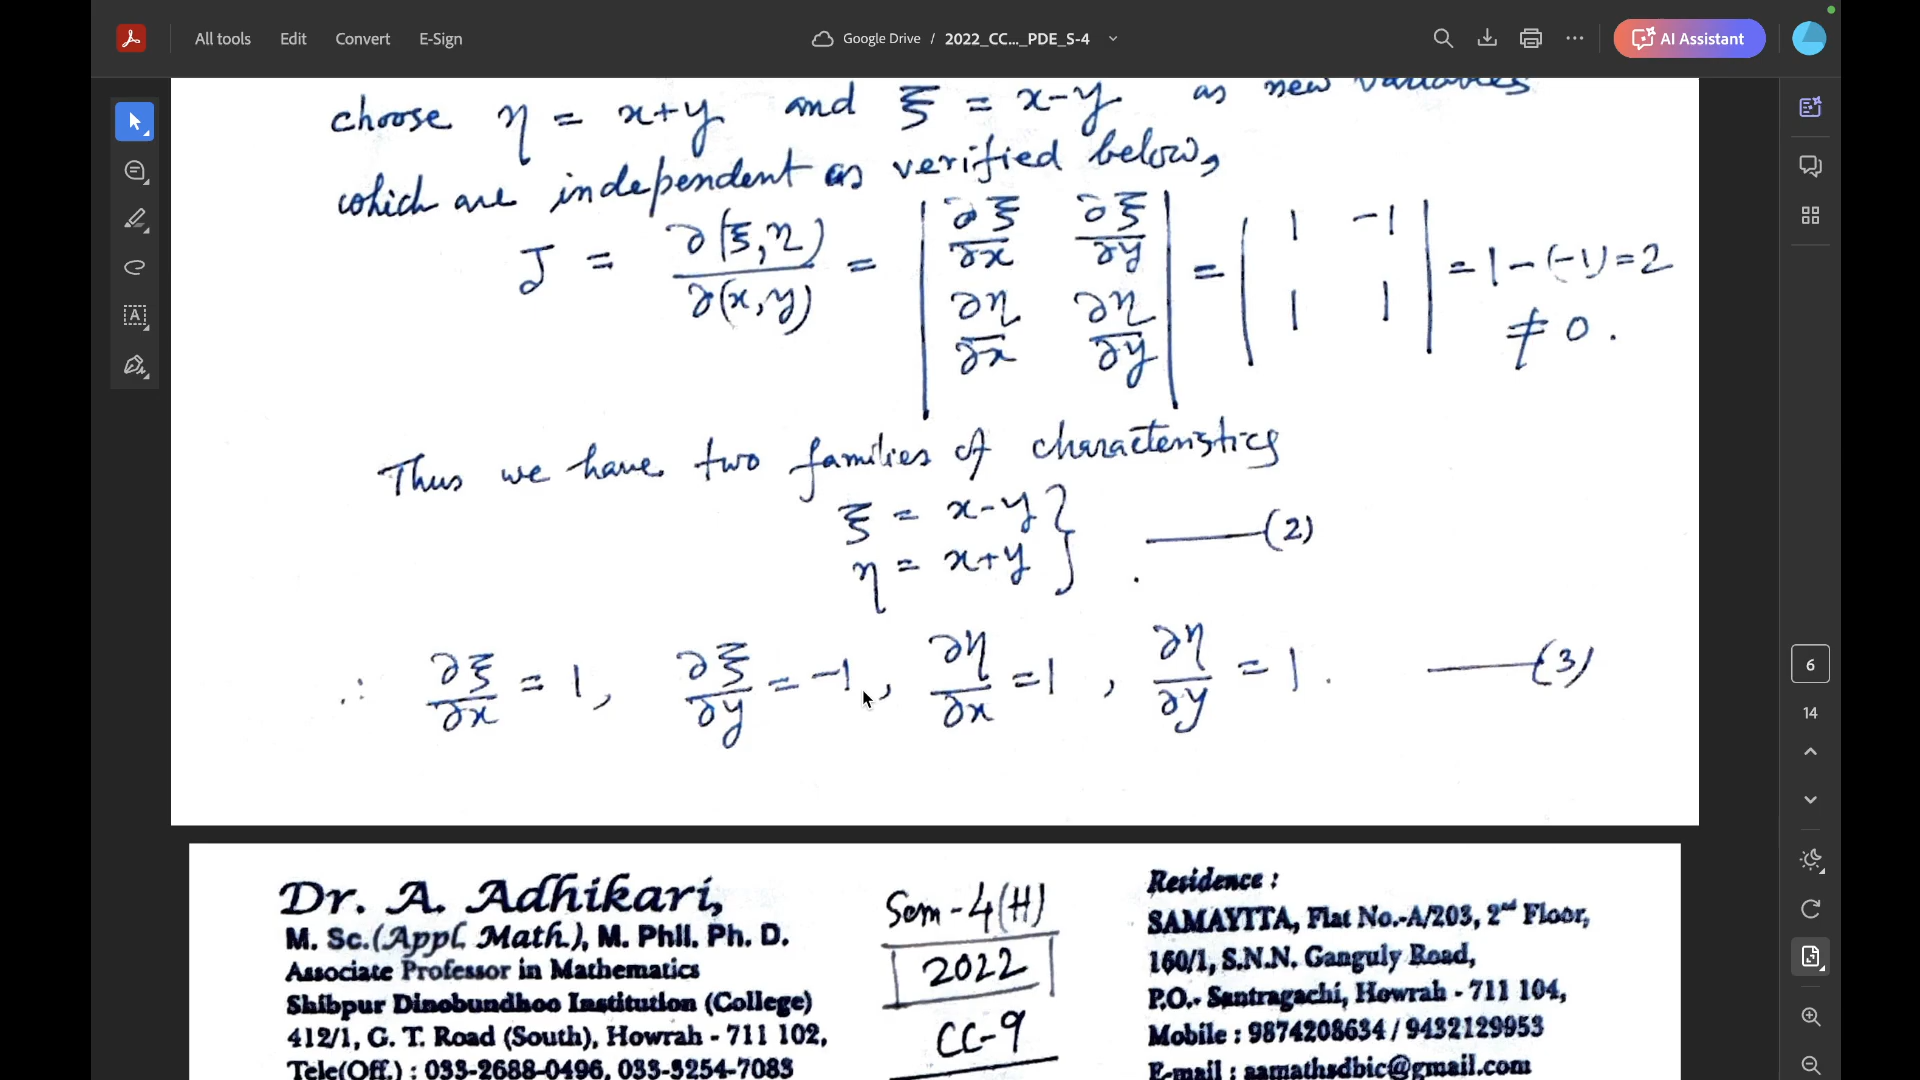 All tools Edit Convert E-Sign Google Drive / 2022_CC..._PDE_S-4 AI Assistant
choose η = x+y and ξ = x-y as new variables
which are independent as verified below,
J = ∂(ξ,η)/∂(x,y) = | ∂ξ/∂x ∂ξ/∂y ; ∂η/∂x ∂η/∂y | = | 1 -1 ; 1 1 | = 1-(-1) = 2
≠ 0.
Thus we have two families of characteristics
ξ = x-y }
η = x+y } . ——(2)
∴ ∂ξ/∂x = 1, ∂ξ/∂y = -1, ∂η/∂x = 1, ∂η/∂y = 1. ——(3)
6
14
Dr. A. Adhikari,
M. Sc.(Appl. Math.), M. Phil. Ph. D.
Associate Professor in Mathematics
Shibpur Dinobundhoo Institution (College)
412/1, G. T. Road (South), Howrah - 711 102,
Tele(Off.) : 033-2688-0496, 033-3254-7083
Sem-4(H)
2022
CC-9
Residence :
SAMAYITA, Flat No.-A/203, 2nd Floor,
160/1, S.N.N. Ganguly Road,
P.O.- Santragachi, Howrah - 711 104,
Mobile : 9874208634 / 9432129953
E-mail : aamathsdbic@gmail.com